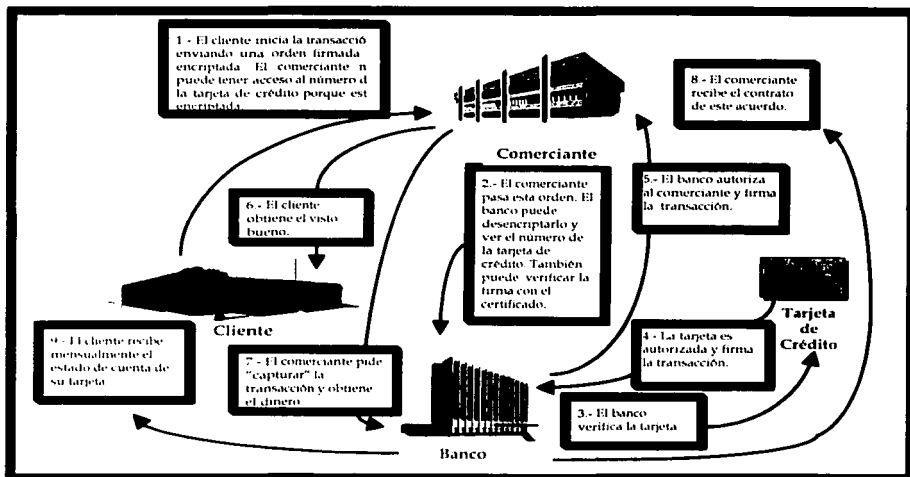 1.- El cliente inicia la transacció
enviando una orden firmada
encriptada. El comerciante n
puede tener acceso al número d
la tarjeta de crédito porque est
encriptada.
8.- El comerciante
recibe el contrato
de este acuerdo.
Comerciante
6.- El cliente
obtiene el visto
bueno.
2.- El comerciante
pasa esta orden. El
banco puede
desencriptarlo y
ver el número de
la tarjeta de
crédito. También
puede verificar la
firma con el
certificado.
5.- El banco autoriza
al comerciante y firma
la transacción.
Cliente
Tarjeta
de
Crédito
9.- El cliente recibe
mensualmente el
estado de cuenta de
su tarjeta
7.- El comerciante pide
"capturar" la
transacción y obtiene
el dinero
4.- La tarjeta es
autorizada y firma
la transacción.
3.- El banco
verifica la tarjeta
Banco